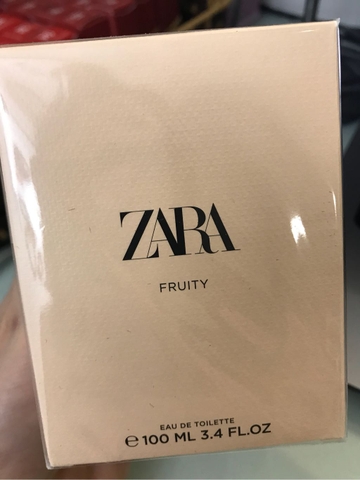 ZARA
FRUITY
EAU DE TOILETTE
℮ 100 ML 3.4 FL.OZ